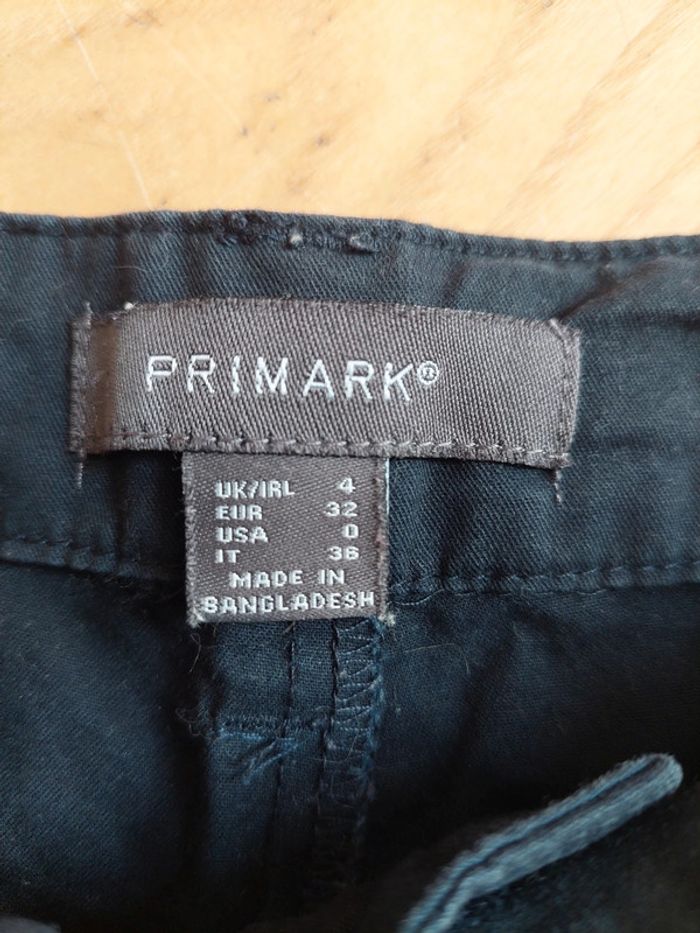 PRIMARK®
UK/IRL 4
EUR 32
USA 0
IT 36
MADE IN
BANGLADESH